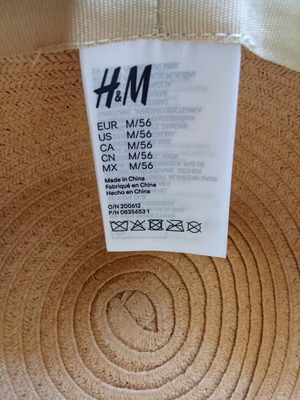 H&M
EUR M/56
US M/56
CA M/56
CN M/56
MX M/56
Made in China
Fabriqué en Chine
Hecho en China
O/N 200612
P/N 0835653 1